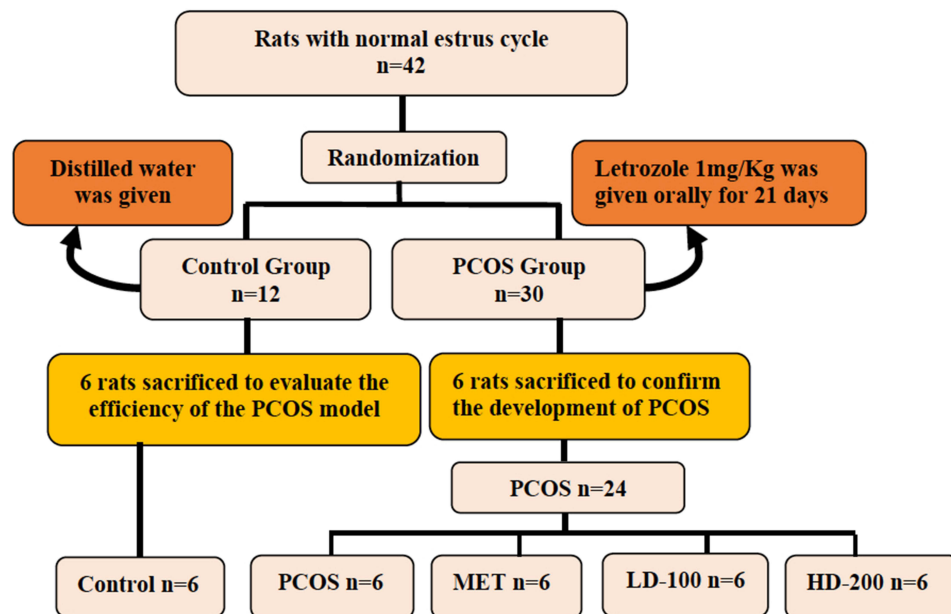 Rats with normal estrus cycle
n=42
Randomization
Distilled water
was given
Letrozole 1mg/Kg was
given orally for 21 days
Control Group
n=12
PCOS Group
n=30
6 rats sacrificed to evaluate the
efficiency of the PCOS model
6 rats sacrificed to confirm
the development of PCOS
PCOS n=24
Control n=6
PCOS n=6
MET n=6
LD-100 n=6
HD-200 n=6